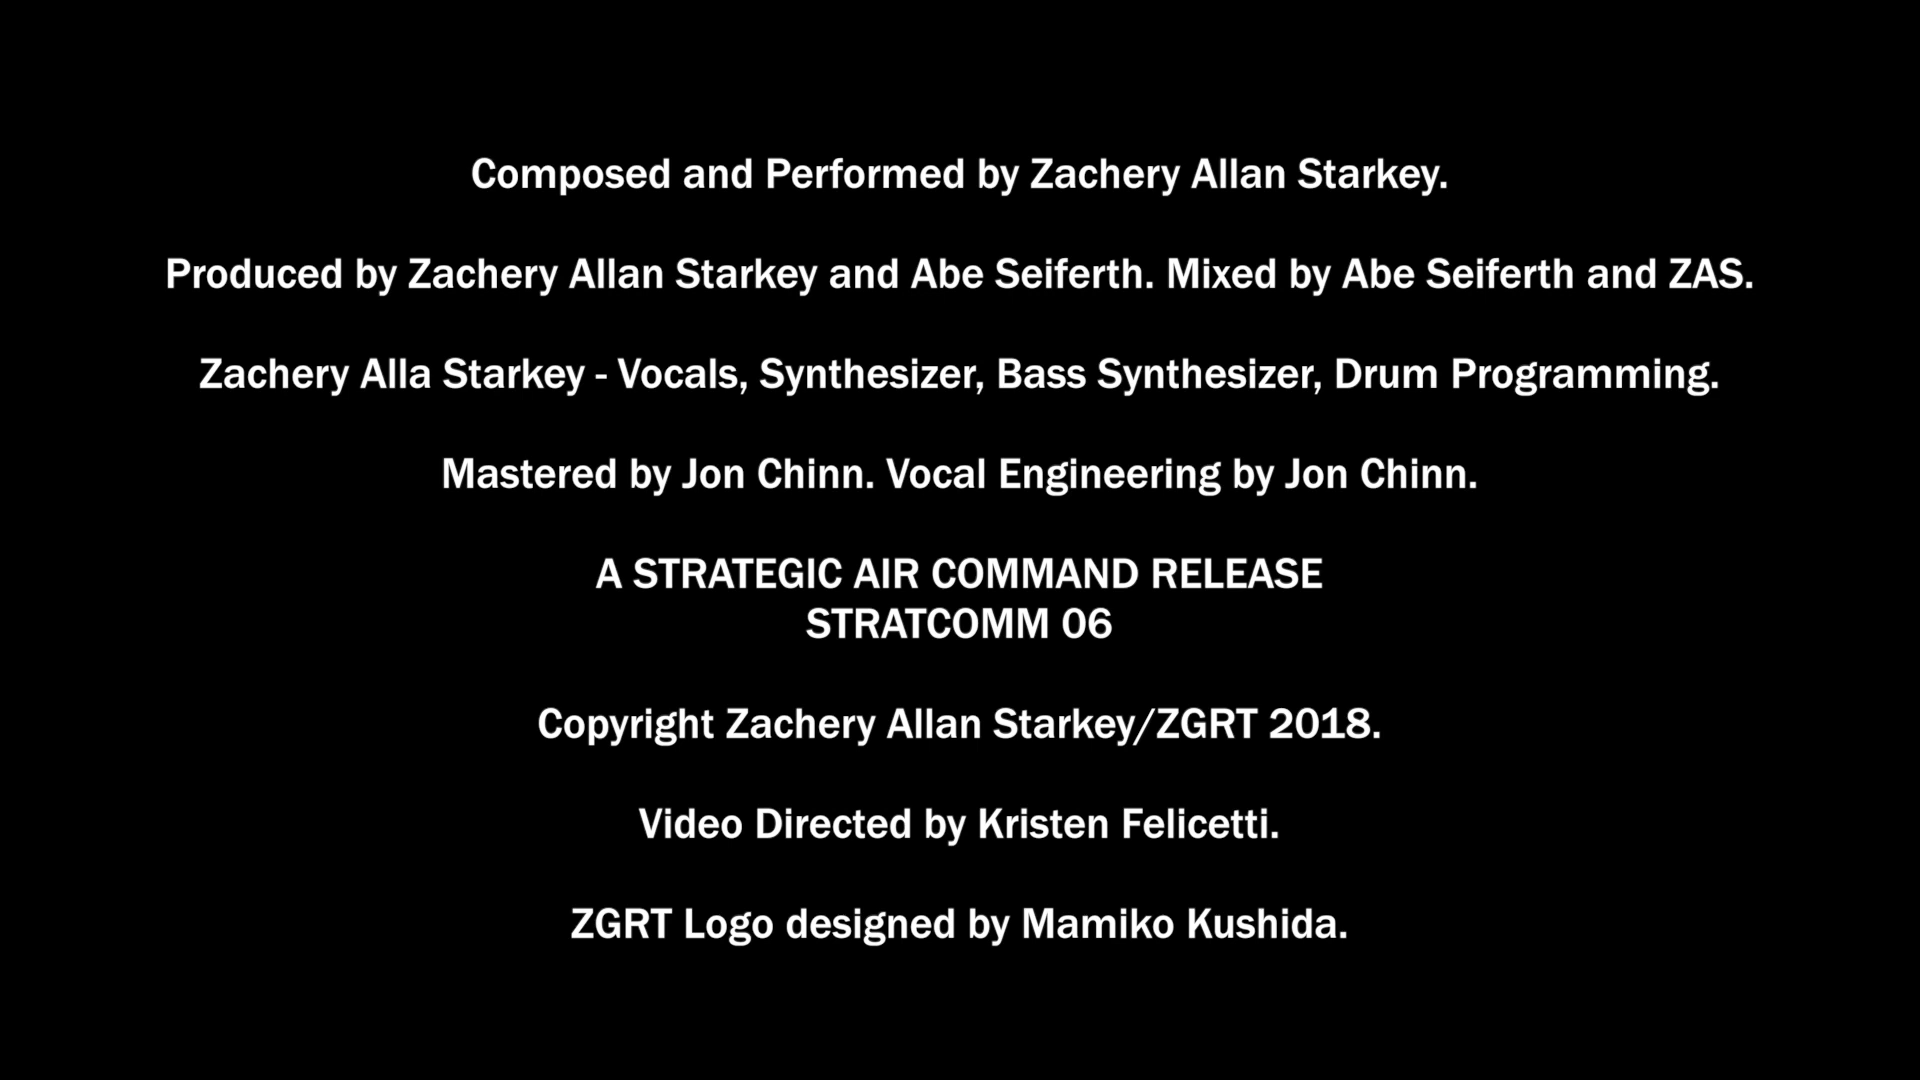 Composed and Performed by Zachery Allan Starkey.
Produced by Zachery Allan Starkey and Abe Seiferth. Mixed by Abe Seiferth and ZAS.
Zachery Alla Starkey - Vocals, Synthesizer, Bass Synthesizer, Drum Programming.
Mastered by Jon Chinn. Vocal Engineering by Jon Chinn.
A STRATEGIC AIR COMMAND RELEASE
STRATCOMM 06
Copyright Zachery Allan Starkey/ZGRT 2018.
Video Directed by Kristen Felicetti.
ZGRT Logo designed by Mamiko Kushida.